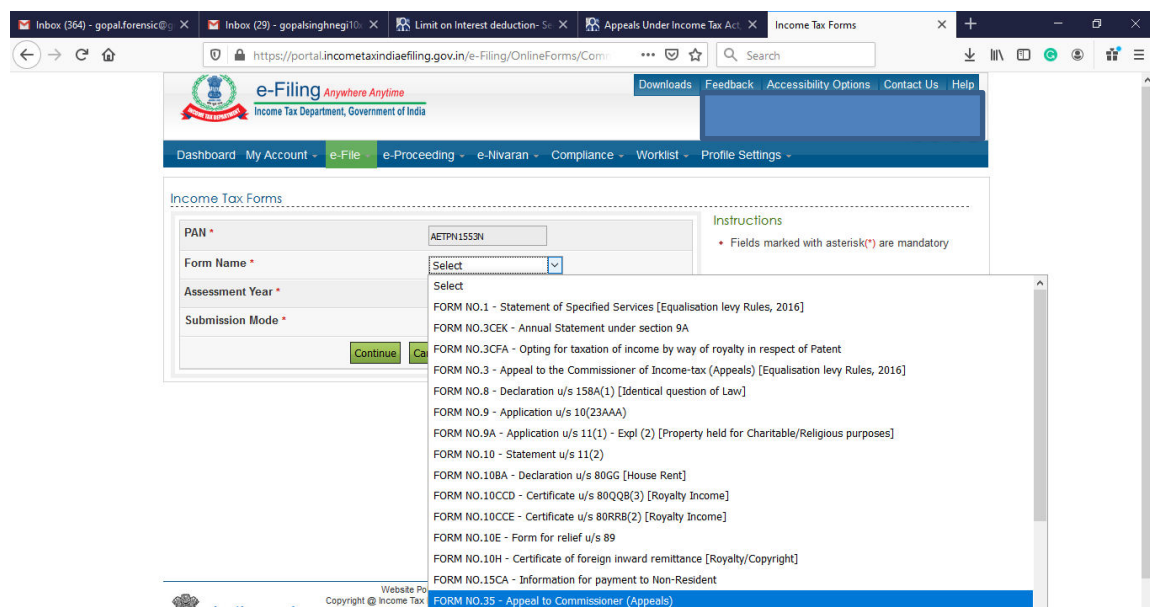 Inbox (364) - gopal.forensic@g
Inbox (29) - gopalsinghnegi10
Limit on Interest deduction- Se
Appeals Under Income Tax Act,
Income Tax Forms
https://portal.incometaxindiaefiling.gov.in/e-Filing/OnlineForms/Com
Search
e-Filing Anywhere Anytime
Income Tax Department, Government of India
Downloads Feedback Accessibility Options Contact Us Help
Dashboard My Account e-File e-Proceeding e-Nivaran Compliance Worklist Profile Settings
Income Tax Forms
Instructions
• Fields marked with asterisk(*) are mandatory
PAN * AETPN1553N
Form Name * Select
Assessment Year *
Submission Mode *
Continue Ca
Select
FORM NO.1 - Statement of Specified Services [Equalisation levy Rules, 2016]
FORM NO.3CEK - Annual Statement under section 9A
FORM NO.3CFA - Opting for taxation of income by way of royalty in respect of Patent
FORM NO.3 - Appeal to the Commissioner of Income-tax (Appeals) [Equalisation levy Rules, 2016]
FORM NO.8 - Declaration u/s 158A(1) [Identical question of Law]
FORM NO.9 - Application u/s 10(23AAA)
FORM NO.9A - Application u/s 11(1) - Expl (2) [Property held for Charitable/Religious purposes]
FORM NO.10 - Statement u/s 11(2)
FORM NO.10BA - Declaration u/s 80GG [House Rent]
FORM NO.10CCD - Certificate u/s 80QQB(3) [Royalty Income]
FORM NO.10CCE - Certificate u/s 80RRB(2) [Royalty Income]
FORM NO.10E - Form for relief u/s 89
FORM NO.10H - Certificate of foreign inward remittance [Royalty/Copyright]
FORM NO.15CA - Information for payment to Non-Resident
FORM NO.35 - Appeal to Commissioner (Appeals)
Website Po
Copyright @ Income Tax